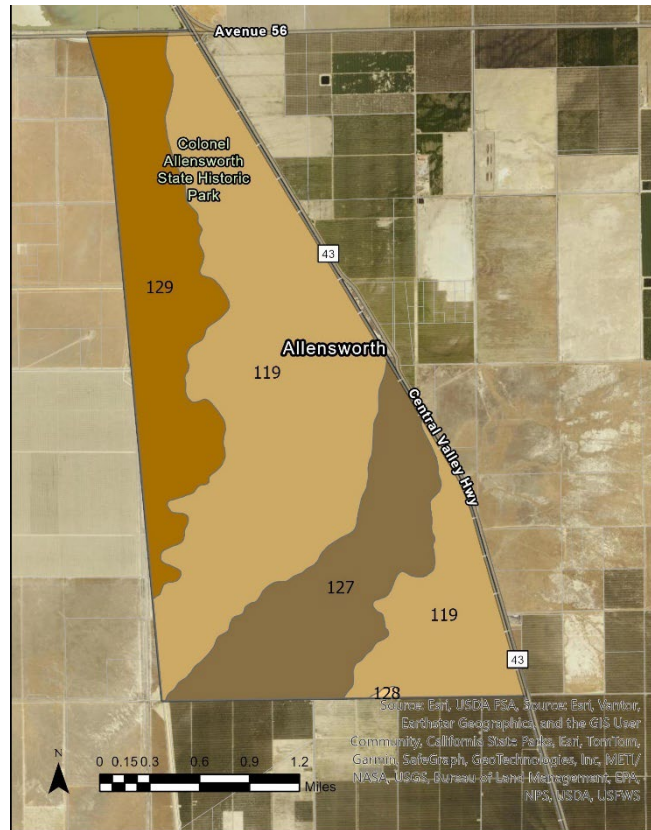 Avenue 56
Colonel
Allensworth
State Historic
Park
43
129
Allensworth
119
Central Valley Hwy
127
119
43
128
Source: Esri, USDA FSA, Source: Esri, Vantor,
Earthstar Geographics, and the GIS User
Community, California State Parks, Esri, TomTom,
Garmin, SafeGraph, GeoTechnologies, Inc, METI/
NASA, USGS, Bureau of Land Management, EPA,
NPS, USDA, USFWS
N
0 0.15 0.3 0.6 0.9 1.2
Miles